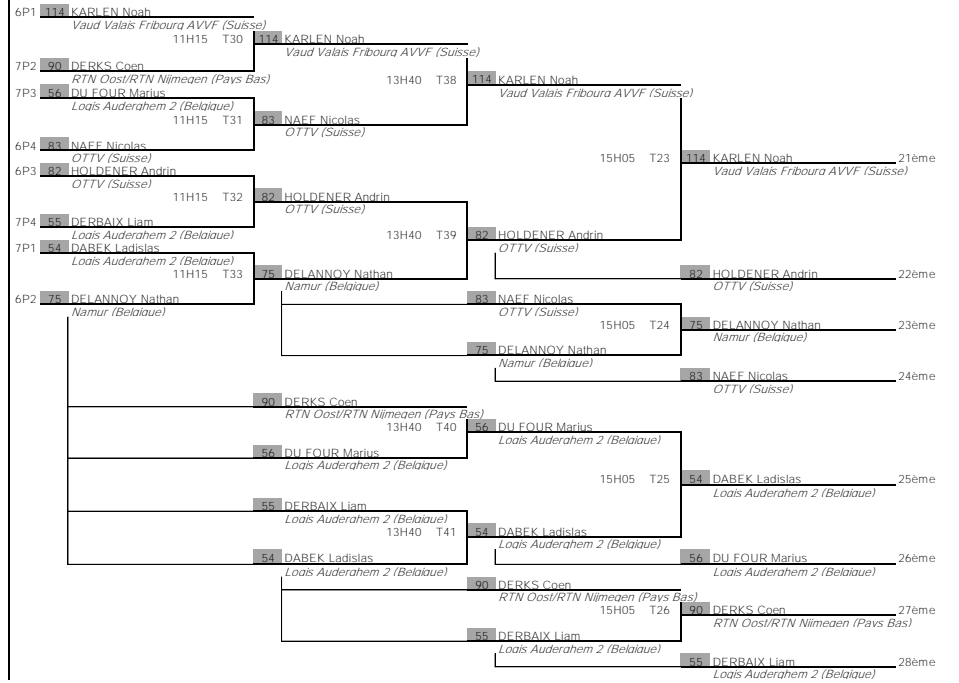 6P1 114 KARLEN Noah
Vaud Valais Fribourg AVVF (Suisse)
11H15 T30 114 KARLEN Noah
Vaud Valais Fribourg AVVF (Suisse)
7P2 90 DERKS Coen
RTN Oost/RTN Nijmegen (Pays Bas)
13H40 T38 114 KARLEN Noah
Vaud Valais Fribourg AVVF (Suisse)
7P3 56 DU FOUR Marius
Logis Auderghem 2 (Belgique)
11H15 T31 83 NAEF Nicolas
OTTV (Suisse)
6P4 83 NAEF Nicolas
OTTV (Suisse)
15H05 T23 114 KARLEN Noah 21ème
Vaud Valais Fribourg AVVF (Suisse)
6P3 82 HOLDENER Andrin
OTTV (Suisse)
11H15 T32 82 HOLDENER Andrin
OTTV (Suisse)
7P4 55 DERBAIX Liam
Logis Auderghem 2 (Belgique)
13H40 T39 82 HOLDENER Andrin
OTTV (Suisse)
7P1 54 DABEK Ladislas
Logis Auderghem 2 (Belgique)
11H15 T33 75 DELANNOY Nathan
Namur (Belgique)
82 HOLDENER Andrin 22ème
OTTV (Suisse)
6P2 75 DELANNOY Nathan
Namur (Belgique)
83 NAEF Nicolas
OTTV (Suisse)
15H05 T24 75 DELANNOY Nathan 23ème
Namur (Belgique)
75 DELANNOY Nathan
Namur (Belgique)
83 NAEF Nicolas 24ème
OTTV (Suisse)
90 DERKS Coen
RTN Oost/RTN Nijmegen (Pays Bas)
13H40 T40 56 DU FOUR Marius
Logis Auderghem 2 (Belgique)
56 DU FOUR Marius
Logis Auderghem 2 (Belgique)
15H05 T25 54 DABEK Ladislas 25ème
Logis Auderghem 2 (Belgique)
55 DERBAIX Liam
Logis Auderghem 2 (Belgique)
13H40 T41 54 DABEK Ladislas
Logis Auderghem 2 (Belgique)
54 DABEK Ladislas
Logis Auderghem 2 (Belgique)
56 DU FOUR Marius 26ème
Logis Auderghem 2 (Belgique)
90 DERKS Coen
RTN Oost/RTN Nijmegen (Pays Bas)
15H05 T26 90 DERKS Coen 27ème
RTN Oost/RTN Nijmegen (Pays Bas)
55 DERBAIX Liam
Logis Auderghem 2 (Belgique)
55 DERBAIX Liam 28ème
Logis Auderghem 2 (Belgique)